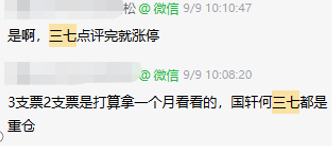 松@微信 9/9 10:10:47
是啊，三七点评完就涨停
@微信 9/9 10:08:20
3支票2支票是打算拿一个月看看的，国轩何三七都是
重仓